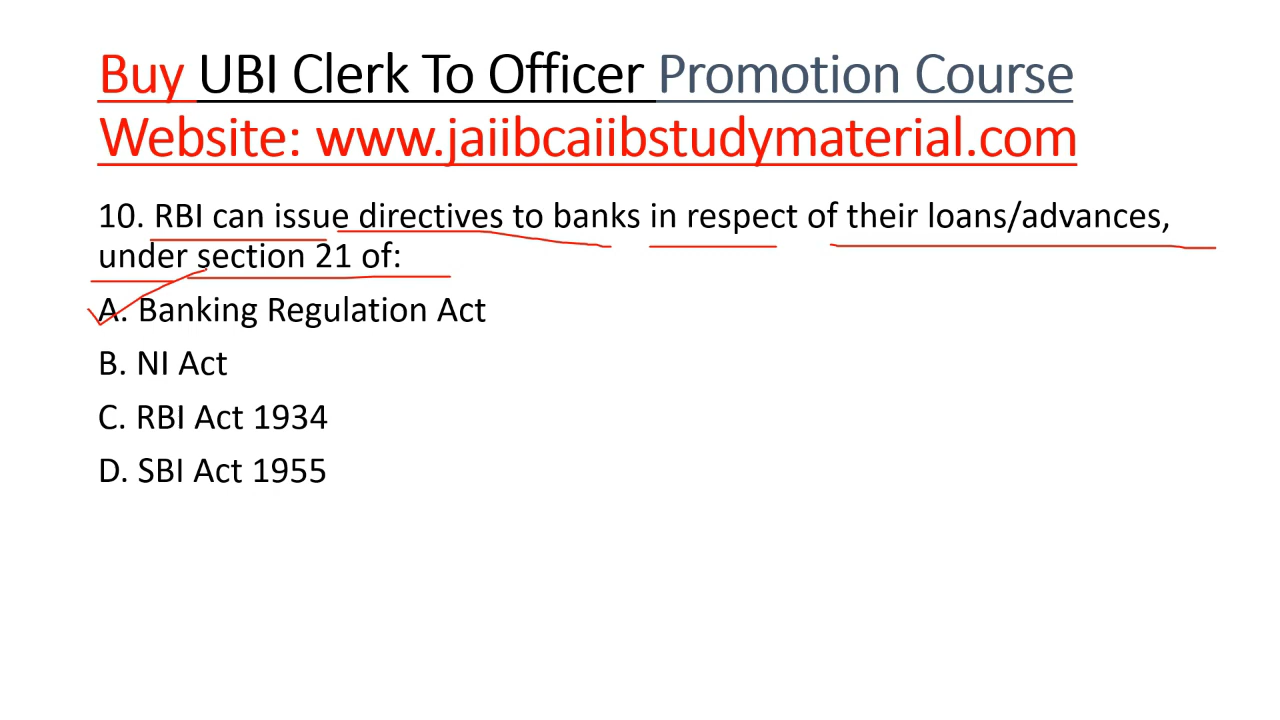 Buy UBI Clerk To Officer Promotion Course
Website: www.jaiibcaiibstudymaterial.com
10. RBI can issue directives to banks in respect of their loans/advances,
under section 21 of:
A. Banking Regulation Act
B. NI Act
C. RBI Act 1934
D. SBI Act 1955